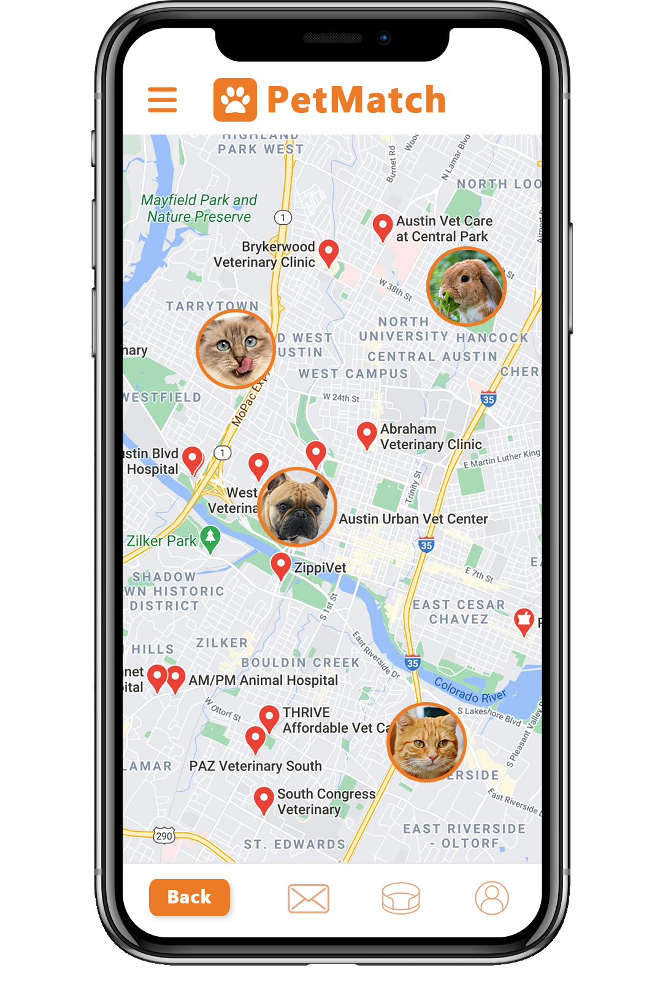 PetMatch
HIGHLAND
PARK WEST
Burnet Rd
N Lamar Blvd
NORTH LOO
Mayfield Park and
Nature Preserve
1
Austin Vet Care
at Central Park
Brykerwood
Veterinary Clinic
W 38th St
TARRYTOWN
NORTH
UNIVERSITY
HANCOCK
D WEST
USTIN
nary
CENTRAL AUSTIN
WEST CAMPUS
CHER
WESTFIELD
MoPac Exp
W 24th St
35
Abraham
Veterinary Clinic
1
stin Blvd
Hospital
E Martin Luther King
Trinity St
West
Veterina
Austin Urban Vet Center
Zilker Park
35
ZippiVet
E 7th St
SHADOW
WN HISTORIC
DISTRICT
S 1st St
EAST CESAR
CHAVEZ
HILLS
ZILKER
East Riverside Dr
BOULDIN CREEK
35
net
ital
AM/PM Animal Hospital
Colorado River
W Oltorf St
S Lakeshore Blvd
THRIVE
Affordable Vet Ca
S Pleasant Valley
LAMAR
PAZ Veterinary South
ERSIDE
South Congress
Veterinary
East Riverside
290
EAST RIVERSIDE
- OLTORF
ST. EDWARDS
Back